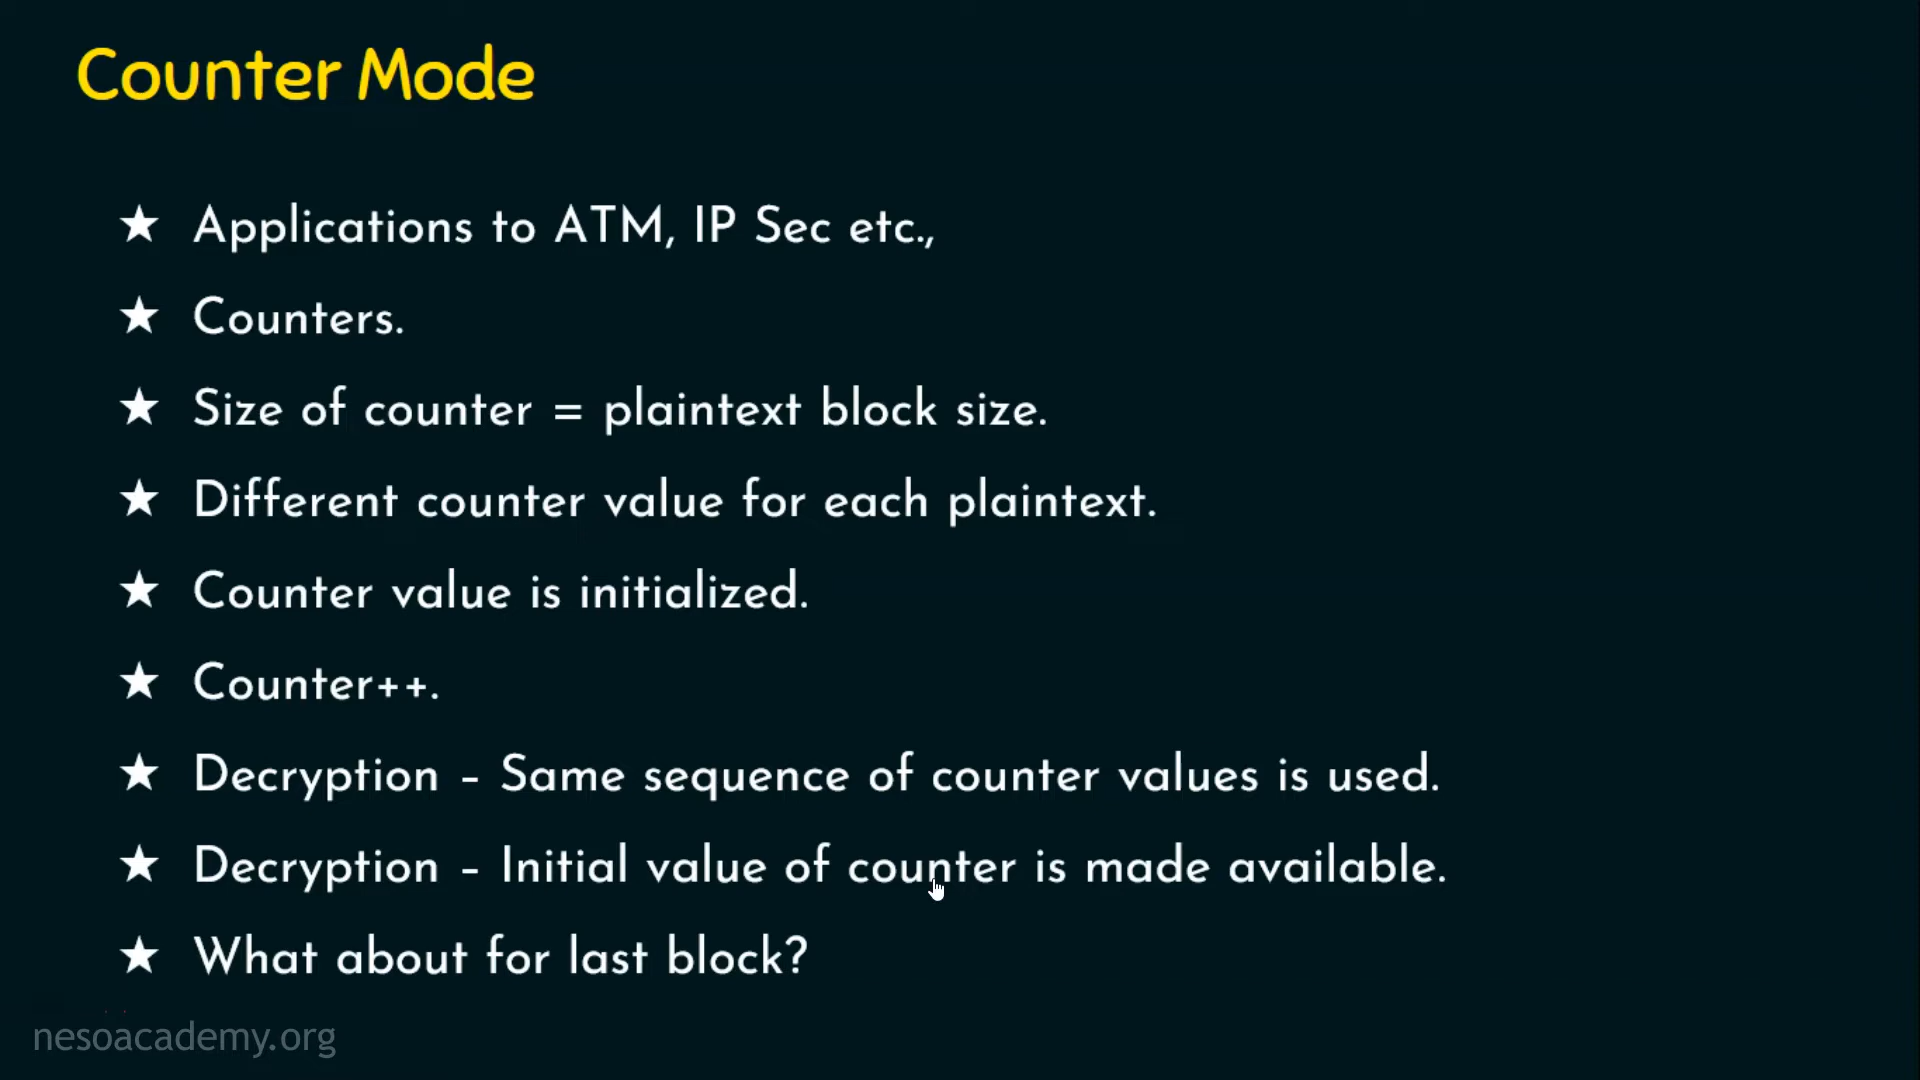 Counter Mode
★ Applications to ATM, IP Sec etc.,
★ Counters.
★ Size of counter = plaintext block size.
★ Different counter value for each plaintext.
★ Counter value is initialized.
★ Counter++.
★ Decryption – Same sequence of counter values is used.
★ Decryption – Initial value of counter is made available.
★ What about for last block?
nesoacademy.org